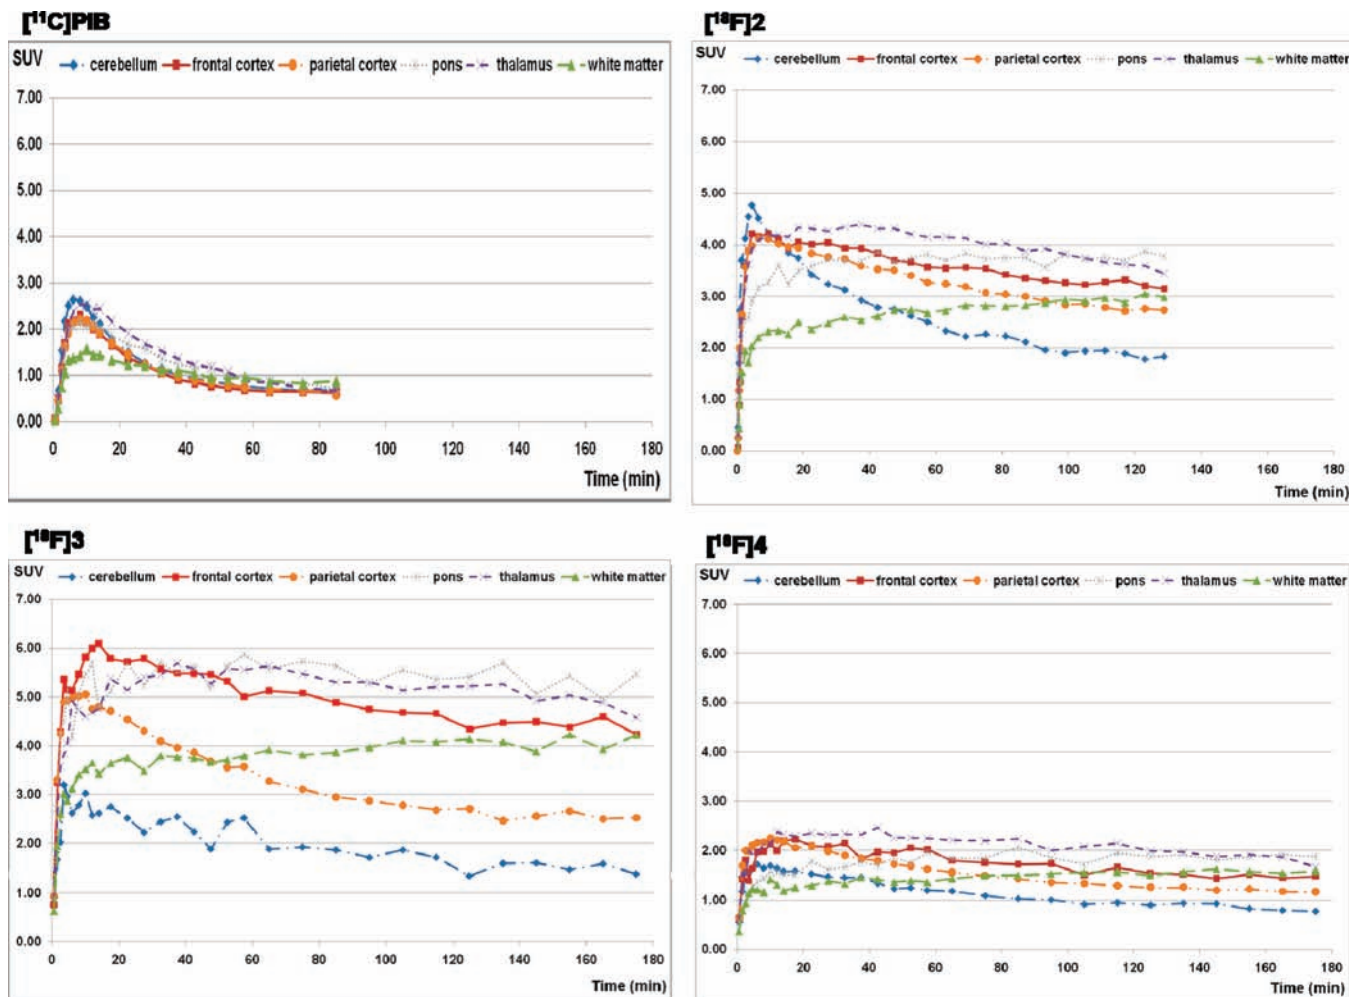 [¹¹C]PIB
SUV
cerebellum frontal cortex parietal cortex pons thalamus white matter
7.00
6.00
5.00
4.00
3.00
2.00
1.00
0.00
0 20 40 60 80 100 120 140 160 180
Time (min)
[¹⁸F]2
SUV
cerebellum frontal cortex parietal cortex pons thalamus white matter
7.00
6.00
5.00
4.00
3.00
2.00
1.00
0.00
0 20 40 60 80 100 120 140 160 180
Time (min)
[¹⁸F]3
SUV
cerebellum frontal cortex parietal cortex pons thalamus white matter
7.00
6.00
5.00
4.00
3.00
2.00
1.00
0.00
0 20 40 60 80 100 120 140 160 180
Time (min)
[¹⁸F]4
SUV
cerebellum frontal cortex parietal cortex pons thalamus white matter
7.00
6.00
5.00
4.00
3.00
2.00
1.00
0.00
0 20 40 60 80 100 120 140 160 180
Time (min)